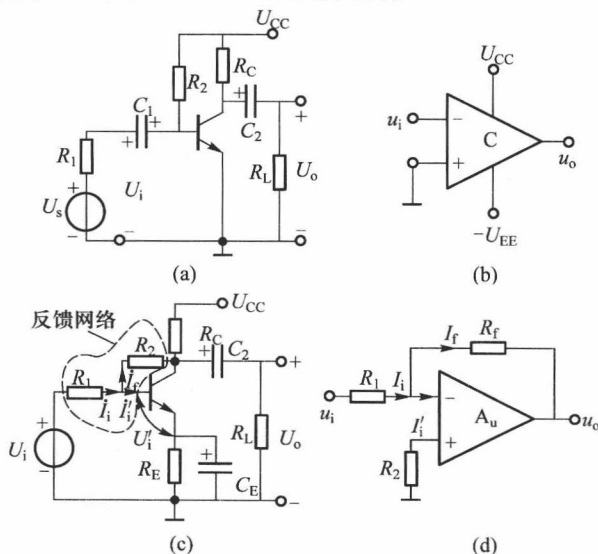 U_CC
R_2
R_C
C_1
+
+
+
C_2
R_1
+
U_s
U_i
R_L
U_o
−
−
−
(a)
U_CC
u_i
−
C
u_o
+
−U_EE
(b)
反馈网络
U_CC
R_2
R_C
+
C_2
+
R_1
İ_f
İ_i
İ'_i
+
U_i
−
U̇'_i
R_L
U_o
R_E
+
C_E
−
(c)
I_f
R_f
R_1
I_i
u_i
−
A_u
u_o
I'_i
+
R_2
(d)